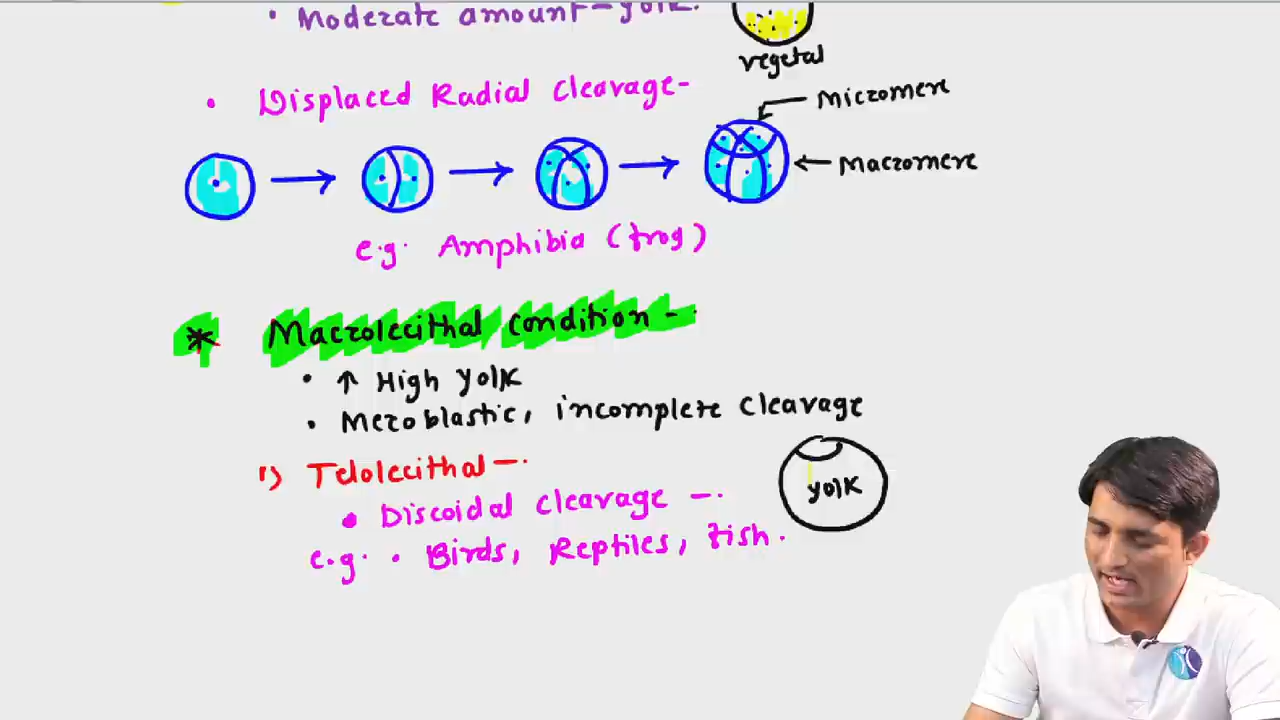 • Moderate amount-yolk.
vegetal
• Displaced Radial Cleavage-
Micromere
Macromere
e.g. Amphibia (frog)
* Macrolecithal condition-.
• ↑ High yolk
• Meroblastic, incomplete cleavage
1) Telolecithal-.
yolk
• Discoidal cleavage -.
e.g. • Birds, Reptiles, fish.